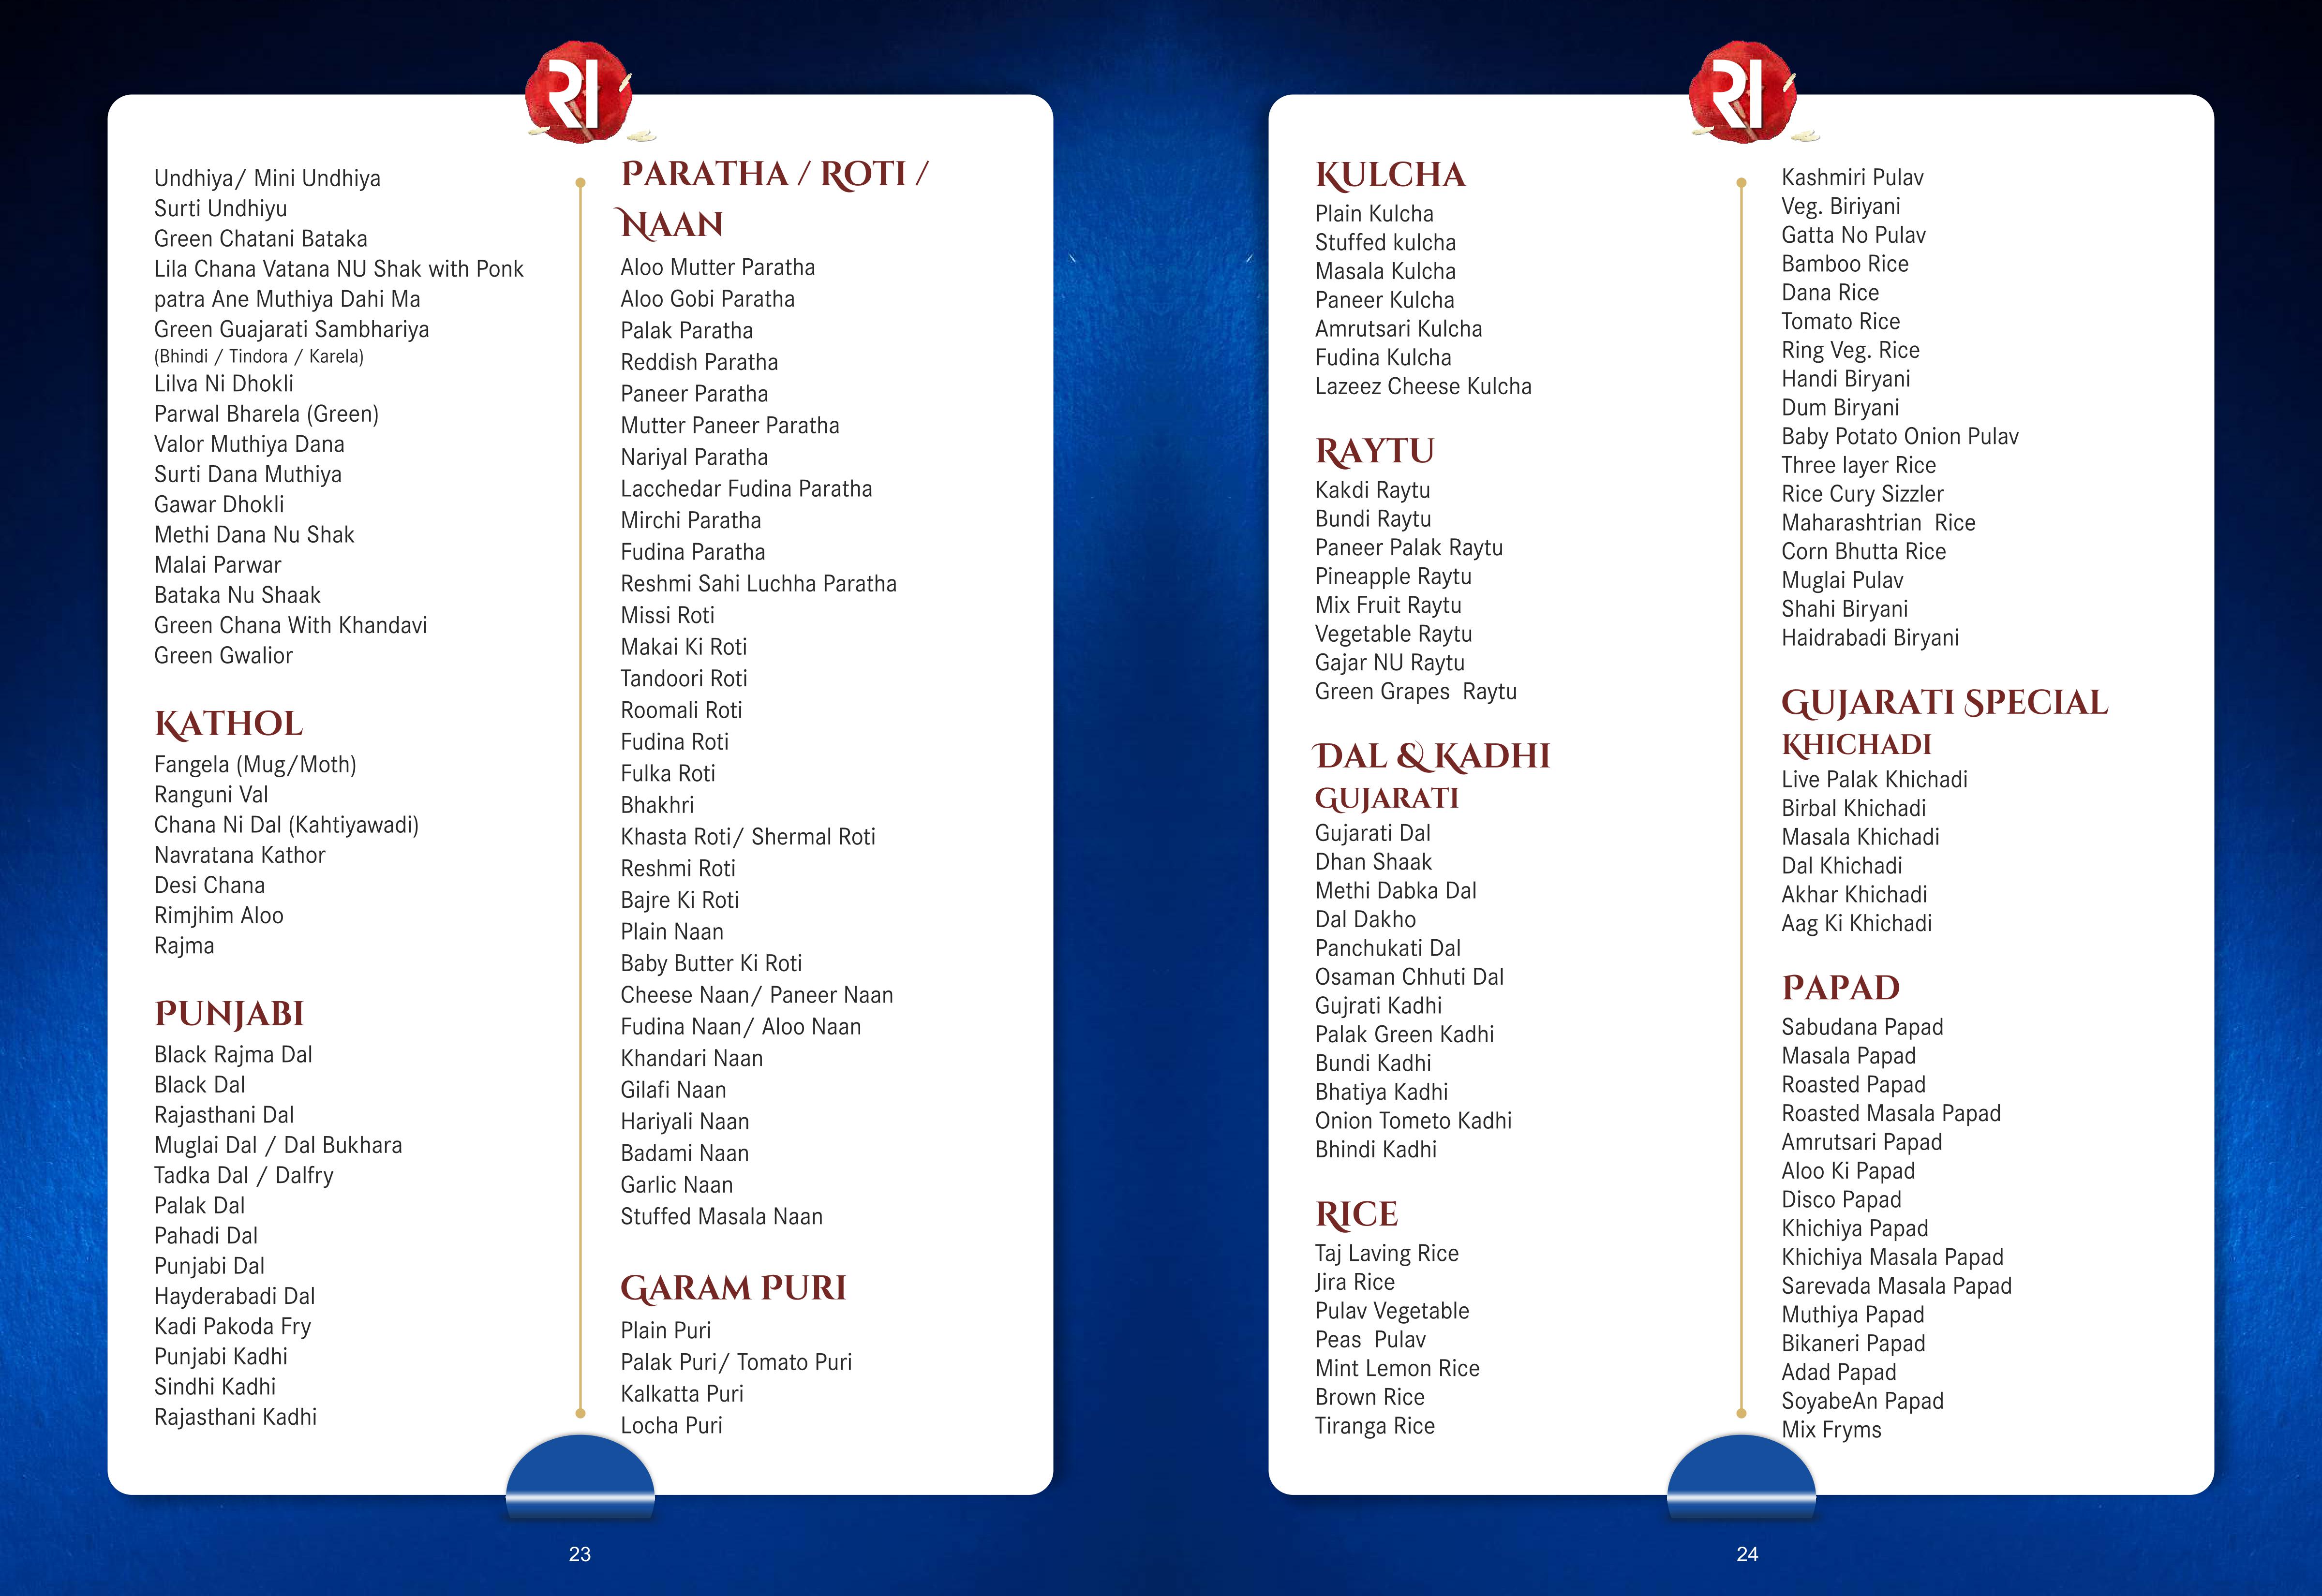 RI
Undhiya/ Mini Undhiya
Surti Undhiyu
Green Chatani Bataka
Lila Chana Vatana NU Shak with Ponk
patra Ane Muthiya Dahi Ma
Green Guajarati Sambhariya
(Bhindi / Tindora / Karela)
Lilva Ni Dhokli
Parwal Bharela (Green)
Valor Muthiya Dana
Surti Dana Muthiya
Gawar Dhokli
Methi Dana Nu Shak
Malai Parwar
Bataka Nu Shaak
Green Chana With Khandavi
Green Gwalior
KATHOL
Fangela (Mug/Moth)
Ranguni Val
Chana Ni Dal (Kahtiyawadi)
Navratana Kathor
Desi Chana
Rimjhim Aloo
Rajma
PUNJABI
Black Rajma Dal
Black Dal
Rajasthani Dal
Muglai Dal / Dal Bukhara
Tadka Dal / Dalfry
Palak Dal
Pahadi Dal
Punjabi Dal
Hayderabadi Dal
Kadi Pakoda Fry
Punjabi Kadhi
Sindhi Kadhi
Rajasthani Kadhi
PARATHA / ROTI /
NAAN
Aloo Mutter Paratha
Aloo Gobi Paratha
Palak Paratha
Reddish Paratha
Paneer Paratha
Mutter Paneer Paratha
Nariyal Paratha
Lacchedar Fudina Paratha
Mirchi Paratha
Fudina Paratha
Reshmi Sahi Luchha Paratha
Missi Roti
Makai Ki Roti
Tandoori Roti
Roomali Roti
Fudina Roti
Fulka Roti
Bhakhri
Khasta Roti/ Shermal Roti
Reshmi Roti
Bajre Ki Roti
Plain Naan
Baby Butter Ki Roti
Cheese Naan/ Paneer Naan
Fudina Naan/ Aloo Naan
Khandari Naan
Gilafi Naan
Hariyali Naan
Badami Naan
Garlic Naan
Stuffed Masala Naan
GARAM PURI
Plain Puri
Palak Puri/ Tomato Puri
Kalkatta Puri
Locha Puri
23
RI
KULCHA
Plain Kulcha
Stuffed kulcha
Masala Kulcha
Paneer Kulcha
Amrutsari Kulcha
Fudina Kulcha
Lazeez Cheese Kulcha
RAYTU
Kakdi Raytu
Bundi Raytu
Paneer Palak Raytu
Pineapple Raytu
Mix Fruit Raytu
Vegetable Raytu
Gajar NU Raytu
Green Grapes  Raytu
DAL & KADHI
GUJARATI
Gujarati Dal
Dhan Shaak
Methi Dabka Dal
Dal Dakho
Panchukati Dal
Osaman Chhuti Dal
Gujrati Kadhi
Palak Green Kadhi
Bundi Kadhi
Bhatiya Kadhi
Onion Tometo Kadhi
Bhindi Kadhi
RICE
Taj Laving Rice
Jira Rice
Pulav Vegetable
Peas  Pulav
Mint Lemon Rice
Brown Rice
Tiranga Rice
Kashmiri Pulav
Veg. Biriyani
Gatta No Pulav
Bamboo Rice
Dana Rice
Tomato Rice
Ring Veg. Rice
Handi Biryani
Dum Biryani
Baby Potato Onion Pulav
Three layer Rice
Rice Cury Sizzler
Maharashtrian  Rice
Corn Bhutta Rice
Muglai Pulav
Shahi Biryani
Haidrabadi Biryani
GUJARATI SPECIAL
KHICHADI
Live Palak Khichadi
Birbal Khichadi
Masala Khichadi
Dal Khichadi
Akhar Khichadi
Aag Ki Khichadi
PAPAD
Sabudana Papad
Masala Papad
Roasted Papad
Roasted Masala Papad
Amrutsari Papad
Aloo Ki Papad
Disco Papad
Khichiya Papad
Khichiya Masala Papad
Sarevada Masala Papad
Muthiya Papad
Bikaneri Papad
Adad Papad
SoyabeAn Papad
Mix Fryms
24